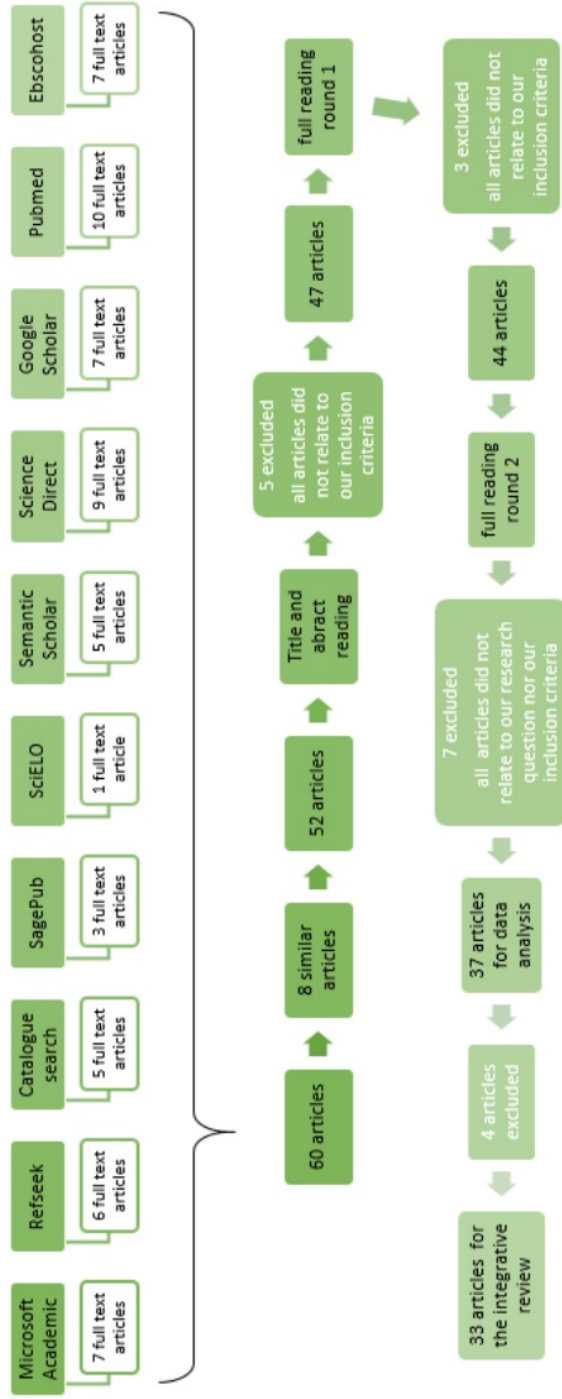 Microsoft
Academic
7 full text
articles
Refseek
6 full text
articles
Catalogue
search
5 full text
articles
SagePub
3 full text
articles
SciELO
1 full text
article
Semantic
Scholar
5 full text
articles
Science
Direct
9 full text
articles
Google
Scholar
7 full text
articles
Pubmed
10 full text
articles
Ebscohost
7 full text
articles
60 articles
8 similar articles
52 articles
Title and
abract
reading
5 excluded
all articles did
not relate to
our inclusion
criteria
47 articles
full reading
round 1
3 excluded
all articles did not
relate to our
inclusion criteria
44 articles
full reading
round 2
7 excluded
all  articles did not
relate to our research
question nor our
inclusion criteria
37 articles
for data
analysis
4 articles
excluded
33 articles for
the integrative
review